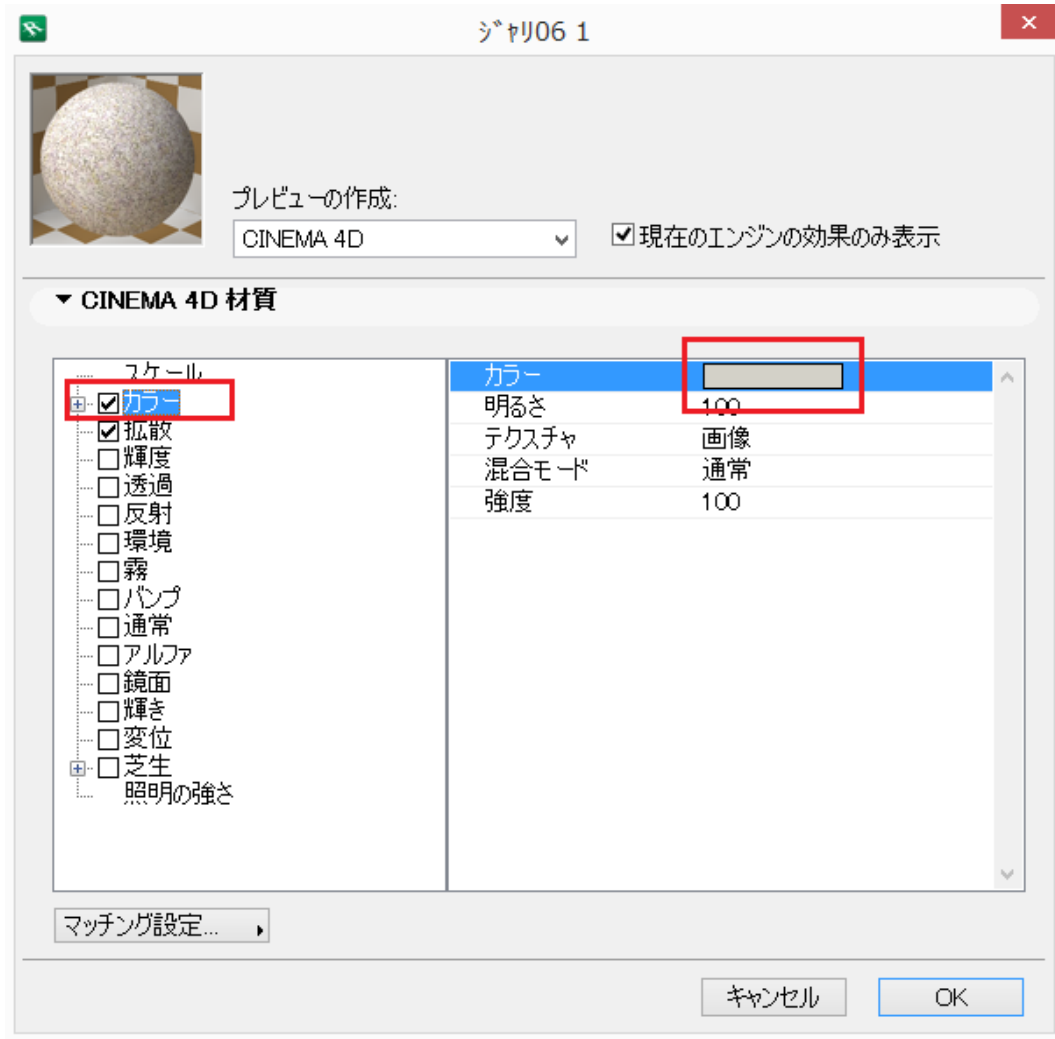 ｼﾞｬﾘ06 1
プレビューの作成:
CINEMA 4D
現在のエンジンの効果のみ表示
CINEMA 4D 材質
スケール
カラー
拡散
輝度
透過
反射
環境
霧
バンプ
通常
アルファ
鏡面
輝き
変位
芝生
照明の強さ
カラー
明るさ 100
テクスチャ 画像
混合モード 通常
強度 100
マッチング設定...
キャンセル OK